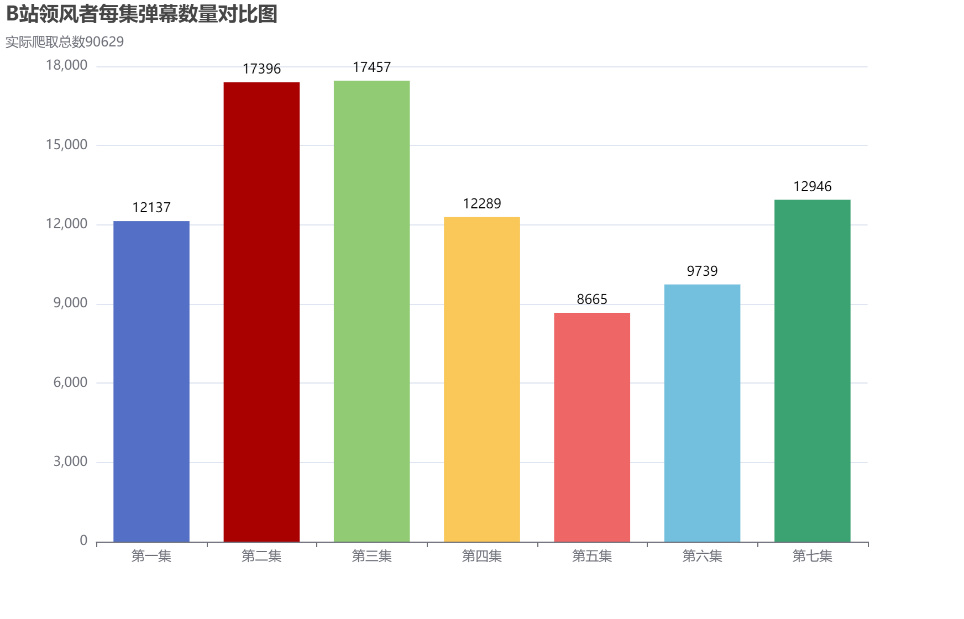 B站领风者每集弹幕数量对比图
实际爬取总数90629
18,000
15,000
12,000
9,000
6,000
3,000
0
12137
17396
17457
12289
8665
9739
12946
第一集
第二集
第三集
第四集
第五集
第六集
第七集